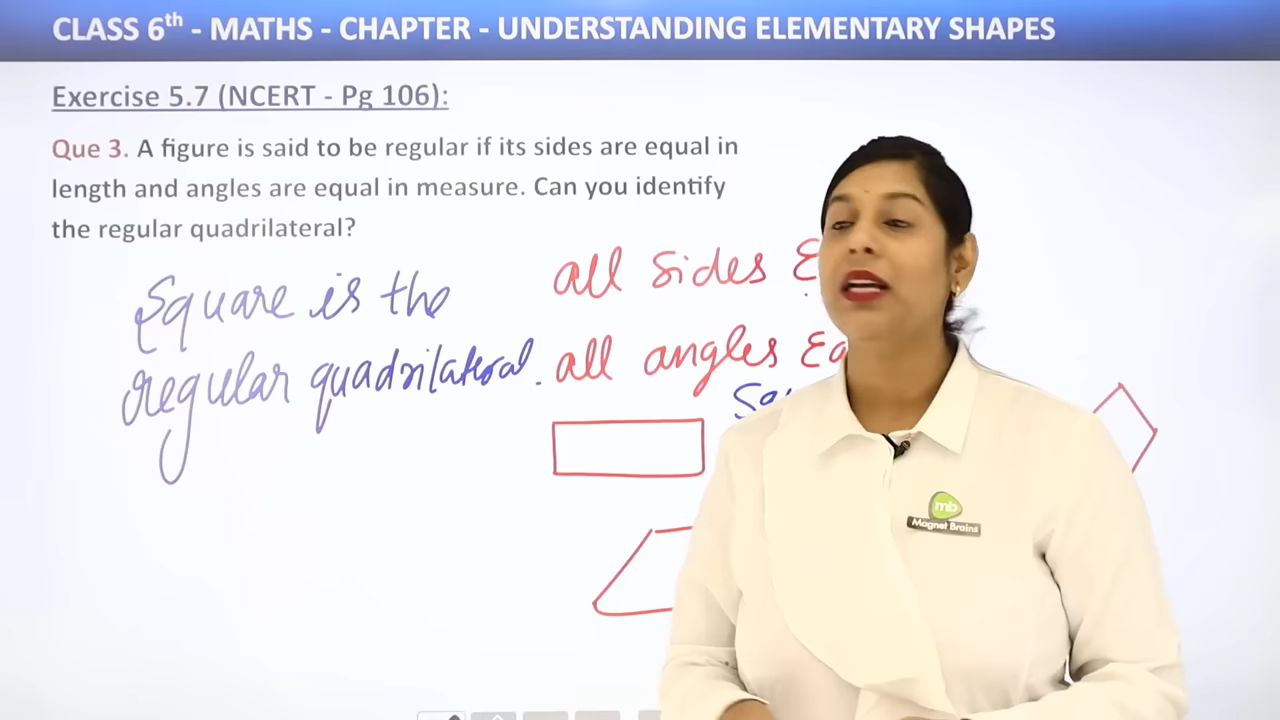 CLASS 6th - MATHS - CHAPTER - UNDERSTANDING ELEMENTARY SHAPES
Exercise 5.7 (NCERT - Pg 106):
Que 3. A figure is said to be regular if its sides are equal in
length and angles are equal in measure. Can you identify
the regular quadrilateral?
Square is the
regular quadrilateral.
all sides
all angles
mb
Magnet Brains